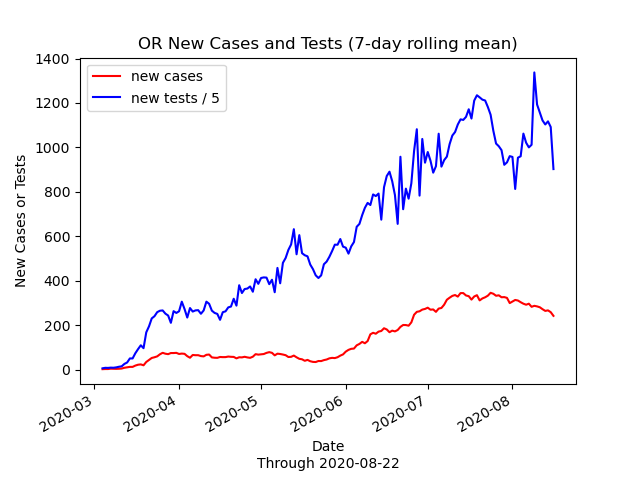 OR New Cases and Tests (7-day rolling mean)
new cases
new tests / 5
New Cases or Tests
1400
1200
1000
800
600
400
200
0
2020-03
2020-04
2020-05
2020-06
2020-07
2020-08
Date
Through 2020-08-22